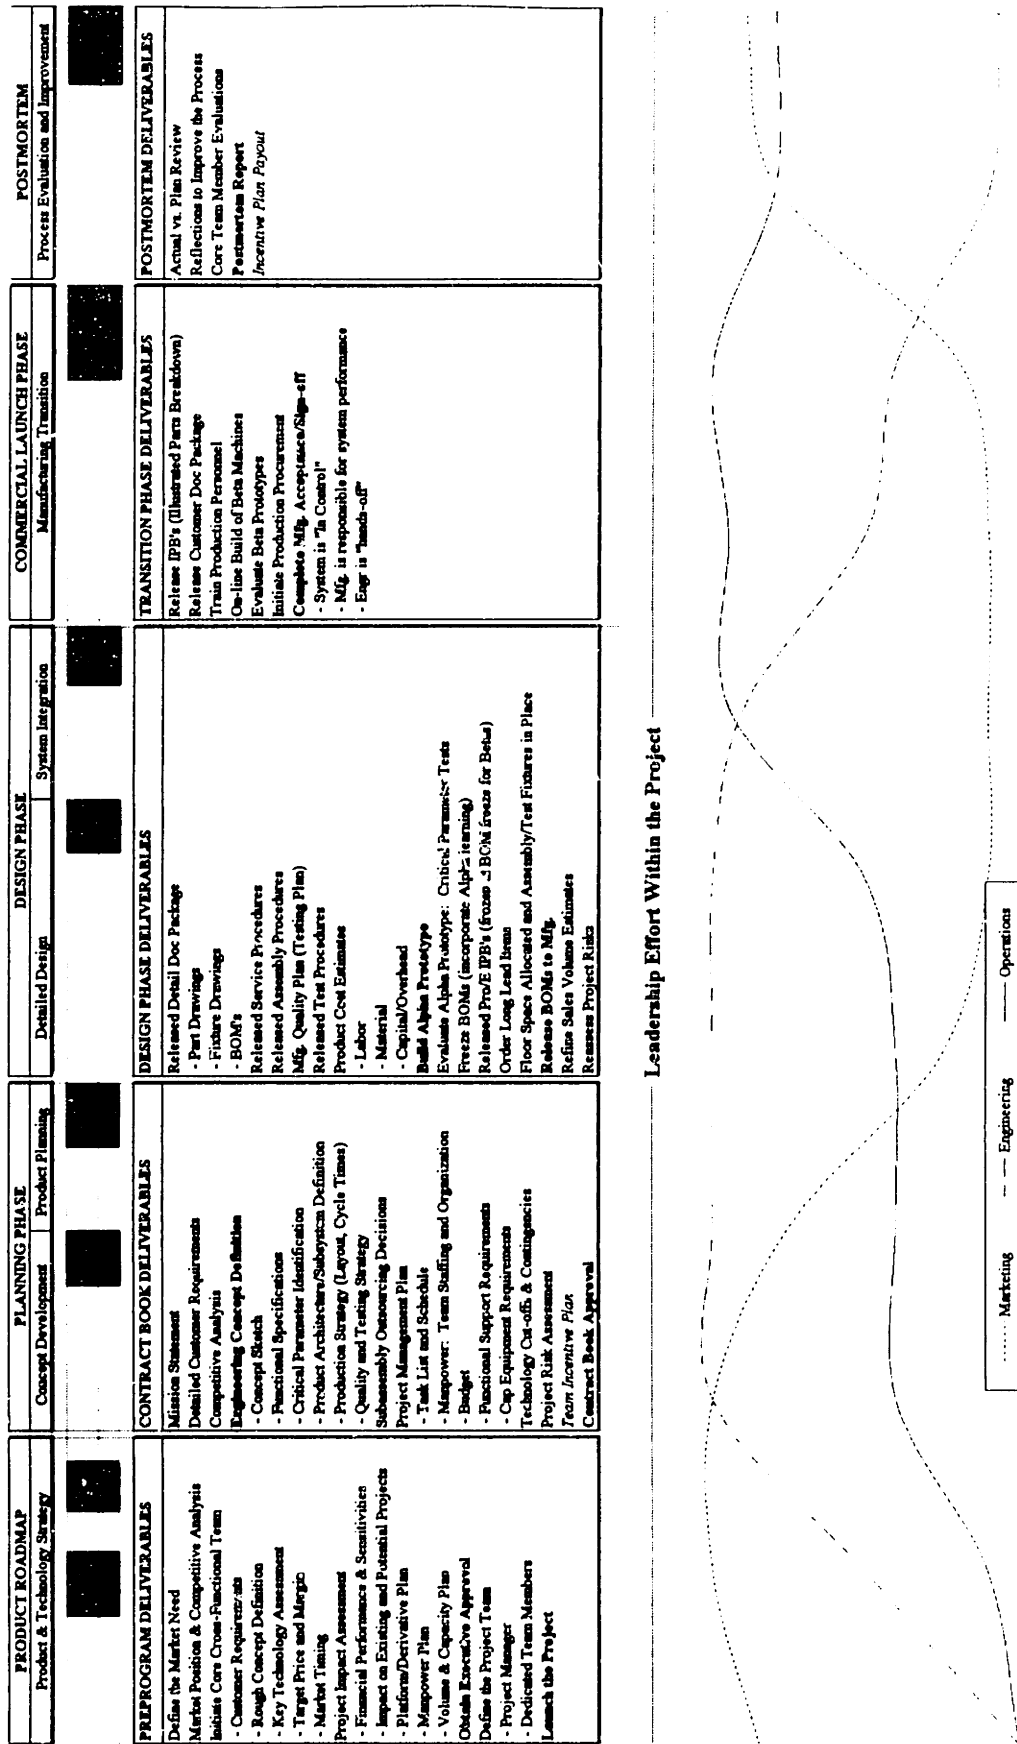 PRODUCT ROADMAP
Product & Technology Strategy
PLANNING PHASE
Concept Development
Product Planning
DESIGN PHASE
Detailed Design
System Integration
COMMERCIAL LAUNCH PHASE
Manufacturing Transition
POSTMORTEM
Process Evaluation and Improvement
PREPROGRAM DELIVERABLES
Define the Market Need
Market Position & Competitive Analysis
Initiate Core Cross-Functional Team
- Customer Requirements
- Rough Concept Definition
- Key Technology Assessment
- Target Price and Margin
- Market Timing
Project Impact Assessment
- Financial Performance & Sensitivities
- Impact on Existing and Potential Projects
- Platform/Derivative Plan
- Manpower Plan
- Volume & Capacity Plan
Obtain Executive Approval
Define the Project Team
- Project Manager
- Dedicated Team Members
Launch the Project
CONTRACT BOOK DELIVERABLES
Mission Statement
Detailed Customer Requirements
Competitive Analysis
Engineering Concept Definition
- Concept Sketch
- Functional Specifications
- Critical Parameter Identification
- Product Architecture/Subsystem Definition
- Production Strategy (Layout, Cycle Times)
- Quality and Testing Strategy
Subassembly Outsourcing Decisions
Project Management Plan
- Task List and Schedule
- Manpower: Team Staffing and Organization
- Budget
- Functional Support Requirements
- Cap Equipment Requirements
Technology Cut-offs & Contingencies
Project Risk Assessment
Team Incentive Plan
Contract Book Approval
DESIGN PHASE DELIVERABLES
Released Detail Doc Package
- Part Drawings
- Fixture Drawings
- BOM's
Released Service Procedures
Released Assembly Procedures
Mfg. Quality Plan (Testing Plan)
Released Test Procedures
Product Cost Estimates
- Labor
- Material
- Capital/Overhead
Build Alpha Prototype
Evaluate Alpha Prototype: Critical Parameter Tests
Freeze BOMs (incorporate Alpha learning)
Released Pro/E IPB's (frozen BOM freeze for Betas)
Order Long Lead Items
Floor Space Allocated and Assembly/Test Fixtures in Place
Release BOMs to Mfg.
Refine Sales Volume Estimates
Reassess Project Risks
TRANSITION PHASE DELIVERABLES
Release IPB's (Illustrated Parts Breakdown)
Release Customer Doc Package
Train Production Personnel
On-line Build of Beta Machines
Evaluate Beta Prototypes
Initiate Production Procurement
Complete Mfg. Acceptance/Sign-off
- System is "In Control"
- Mfg. is responsible for system performance
- Engr is "hands-off"
POSTMORTEM DELIVERABLES
Actual vs. Plan Review
Reflections to Improve the Process
Core Team Member Evaluations
Postmortem Report
Incentive Plan Payout
Leadership Effort Within the Project
Marketing
Engineering
Operations